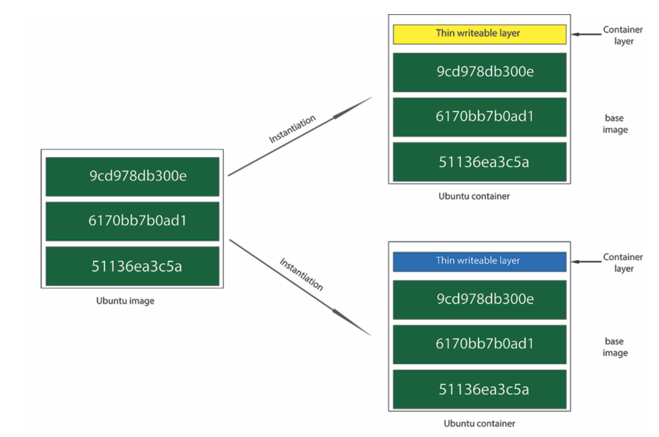 Thin writeable layer
Container
layer
9cd978db300e
6170bb7b0ad1
base
image
51136ea3c5a
Ubuntu container
Instantiation
9cd978db300e
6170bb7b0ad1
51136ea3c5a
Ubuntu image
Instantiation
Thin writeable layer
Container
layer
9cd978db300e
6170bb7b0ad1
base
image
51136ea3c5a
Ubuntu container